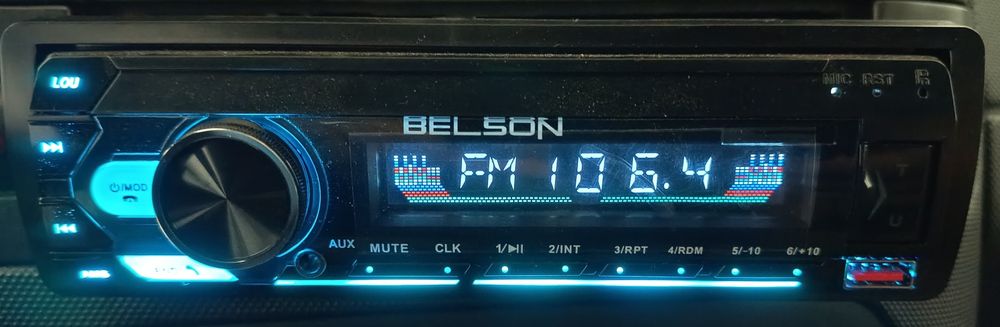 LOU
MIC RST
BELSON
FM 106.4
⏻/MOD
AUX MUTE CLK 1/⏯ 2/INT 3/RPT 4/RDM 5/-10 6/+10